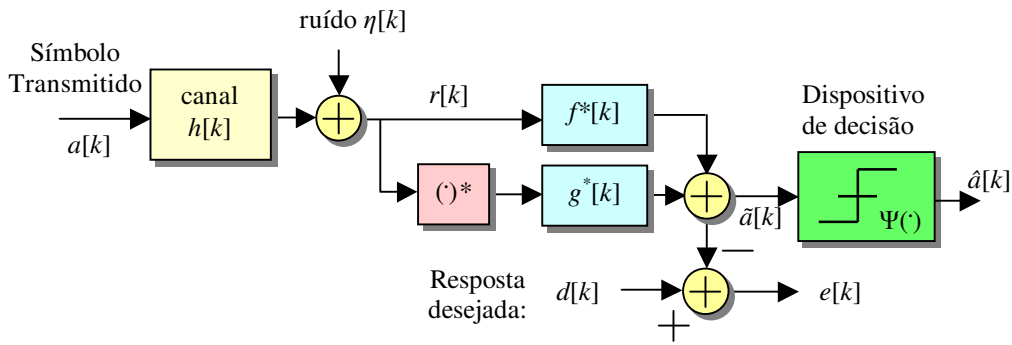 ruído η[k]
Símbolo
Transmitido
a[k]
canal
h[k]
r[k]
f*[k]
(·)*
g*[k]
Dispositivo
de decisão
ã[k]
Ψ(·)
â[k]
Resposta
desejada:
d[k]
e[k]